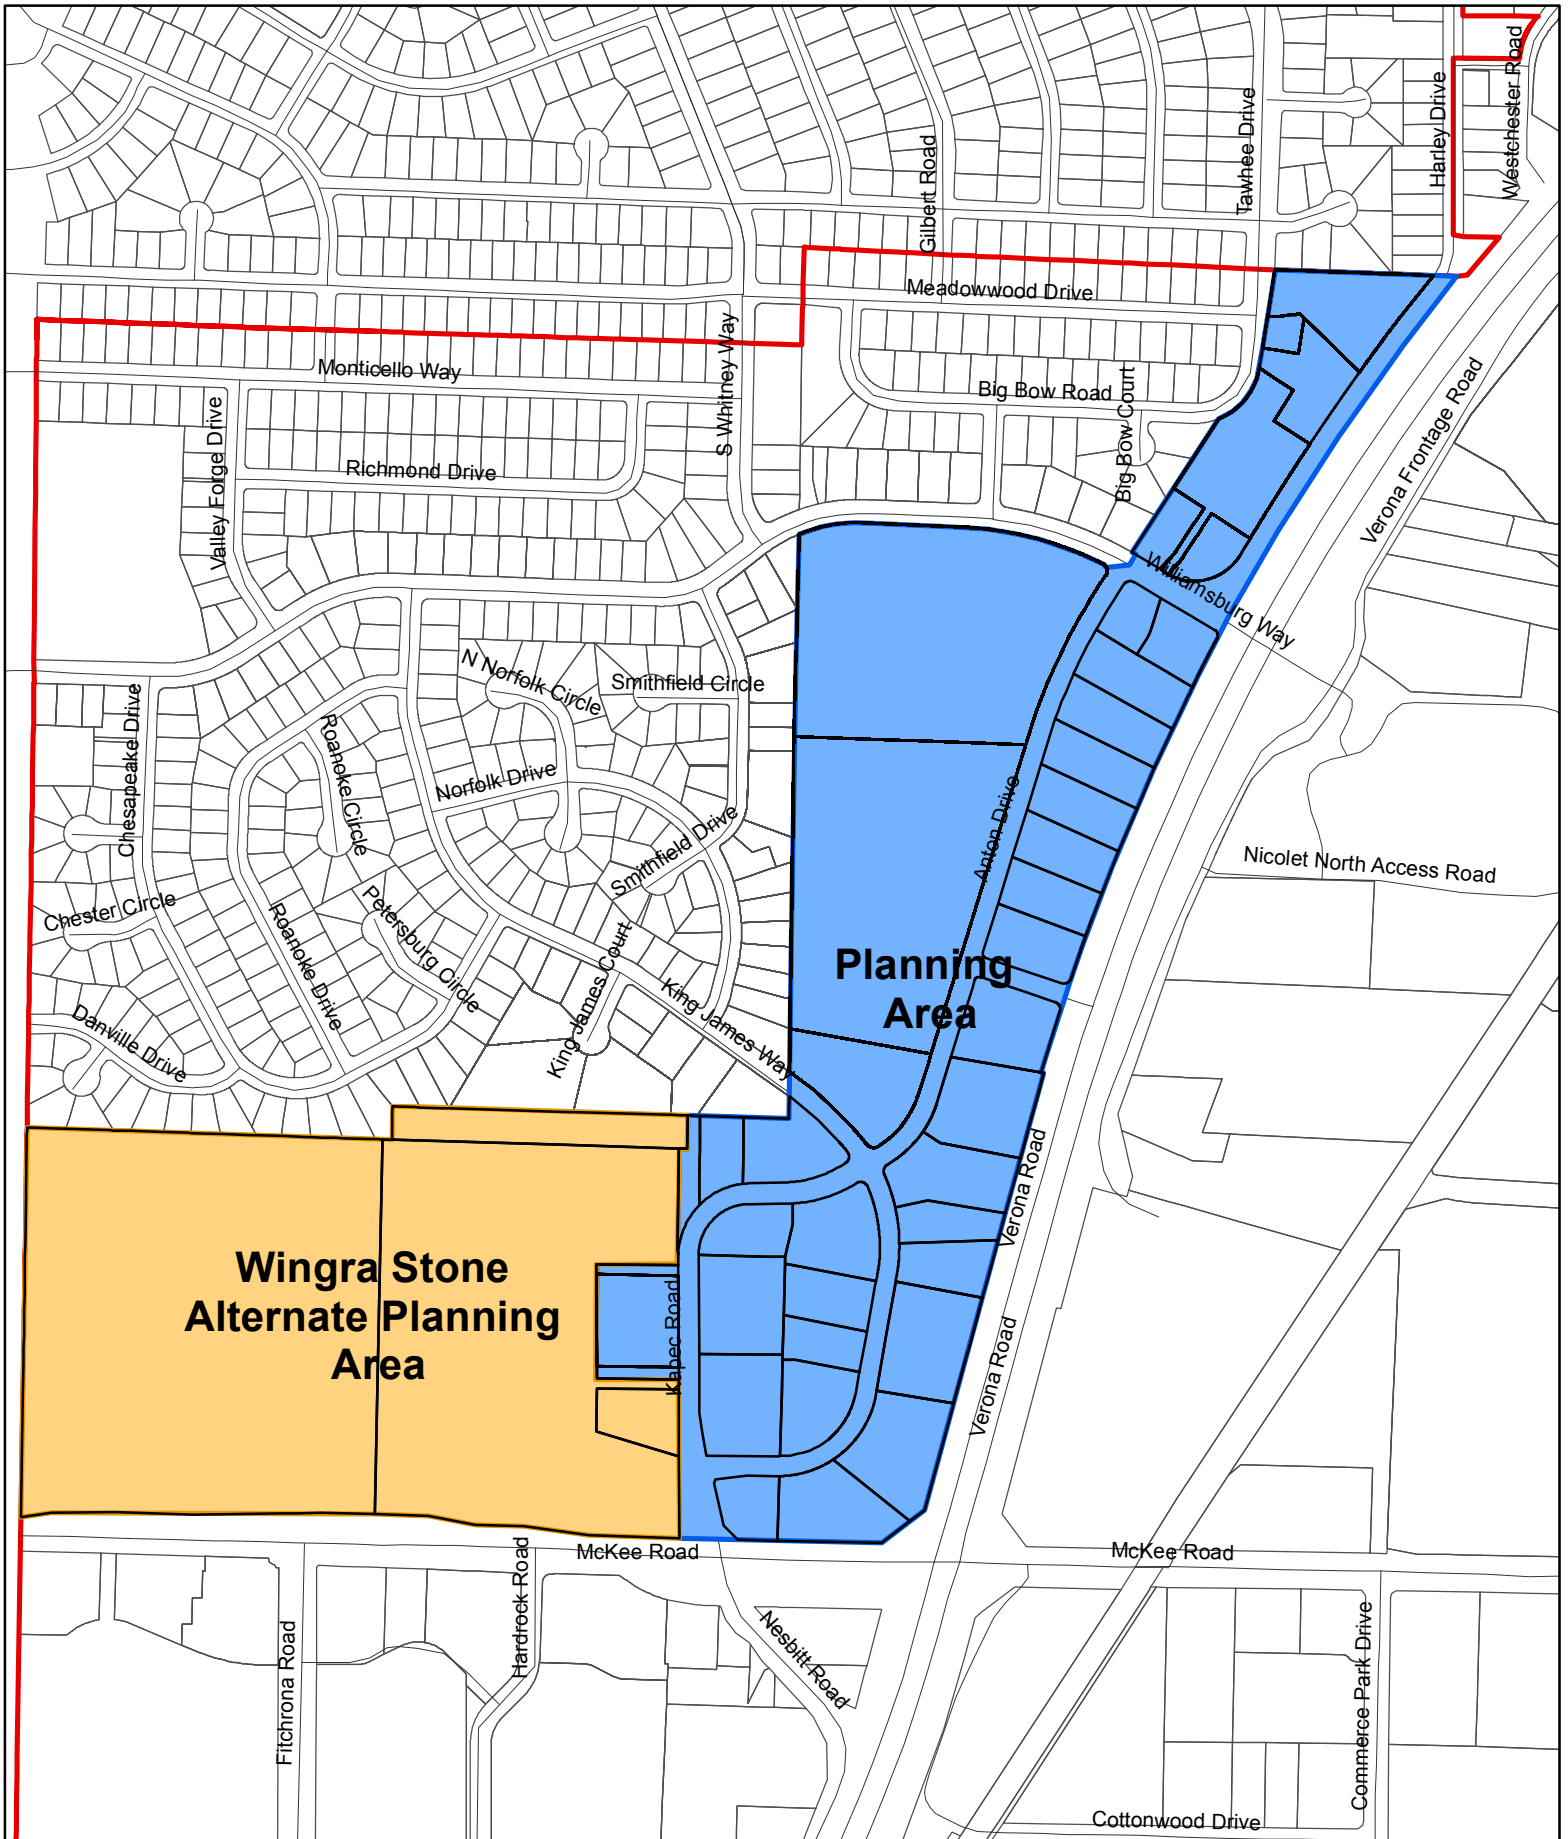 Westchester Road
Harley Drive
Tawhee Drive
Gilbert Road
Meadowwood Drive
S Whitney Way
Monticello Way
Big Bow Road
Big Bow Court
Verona Frontage Road
Valley Forge Drive
Richmond Drive
Williamsburg Way
N Norfolk Circle
Smithfield Circle
Chesapeake Drive
Roanoke Circle
Norfolk Drive
Anton Drive
Smithfield Drive
Nicolet North Access Road
Chester Circle
Petersburg Circle
Roanoke Drive
King James Court
King James Way
Planning
Area
Danville Drive
Verona Road
Wingra Stone
Alternate Planning
Area
Kapec Road
Verona Road
McKee Road
McKee Road
Hardrock Road
Nesbitt Road
Fitchrona Road
Commerce Park Drive
Cottonwood Drive